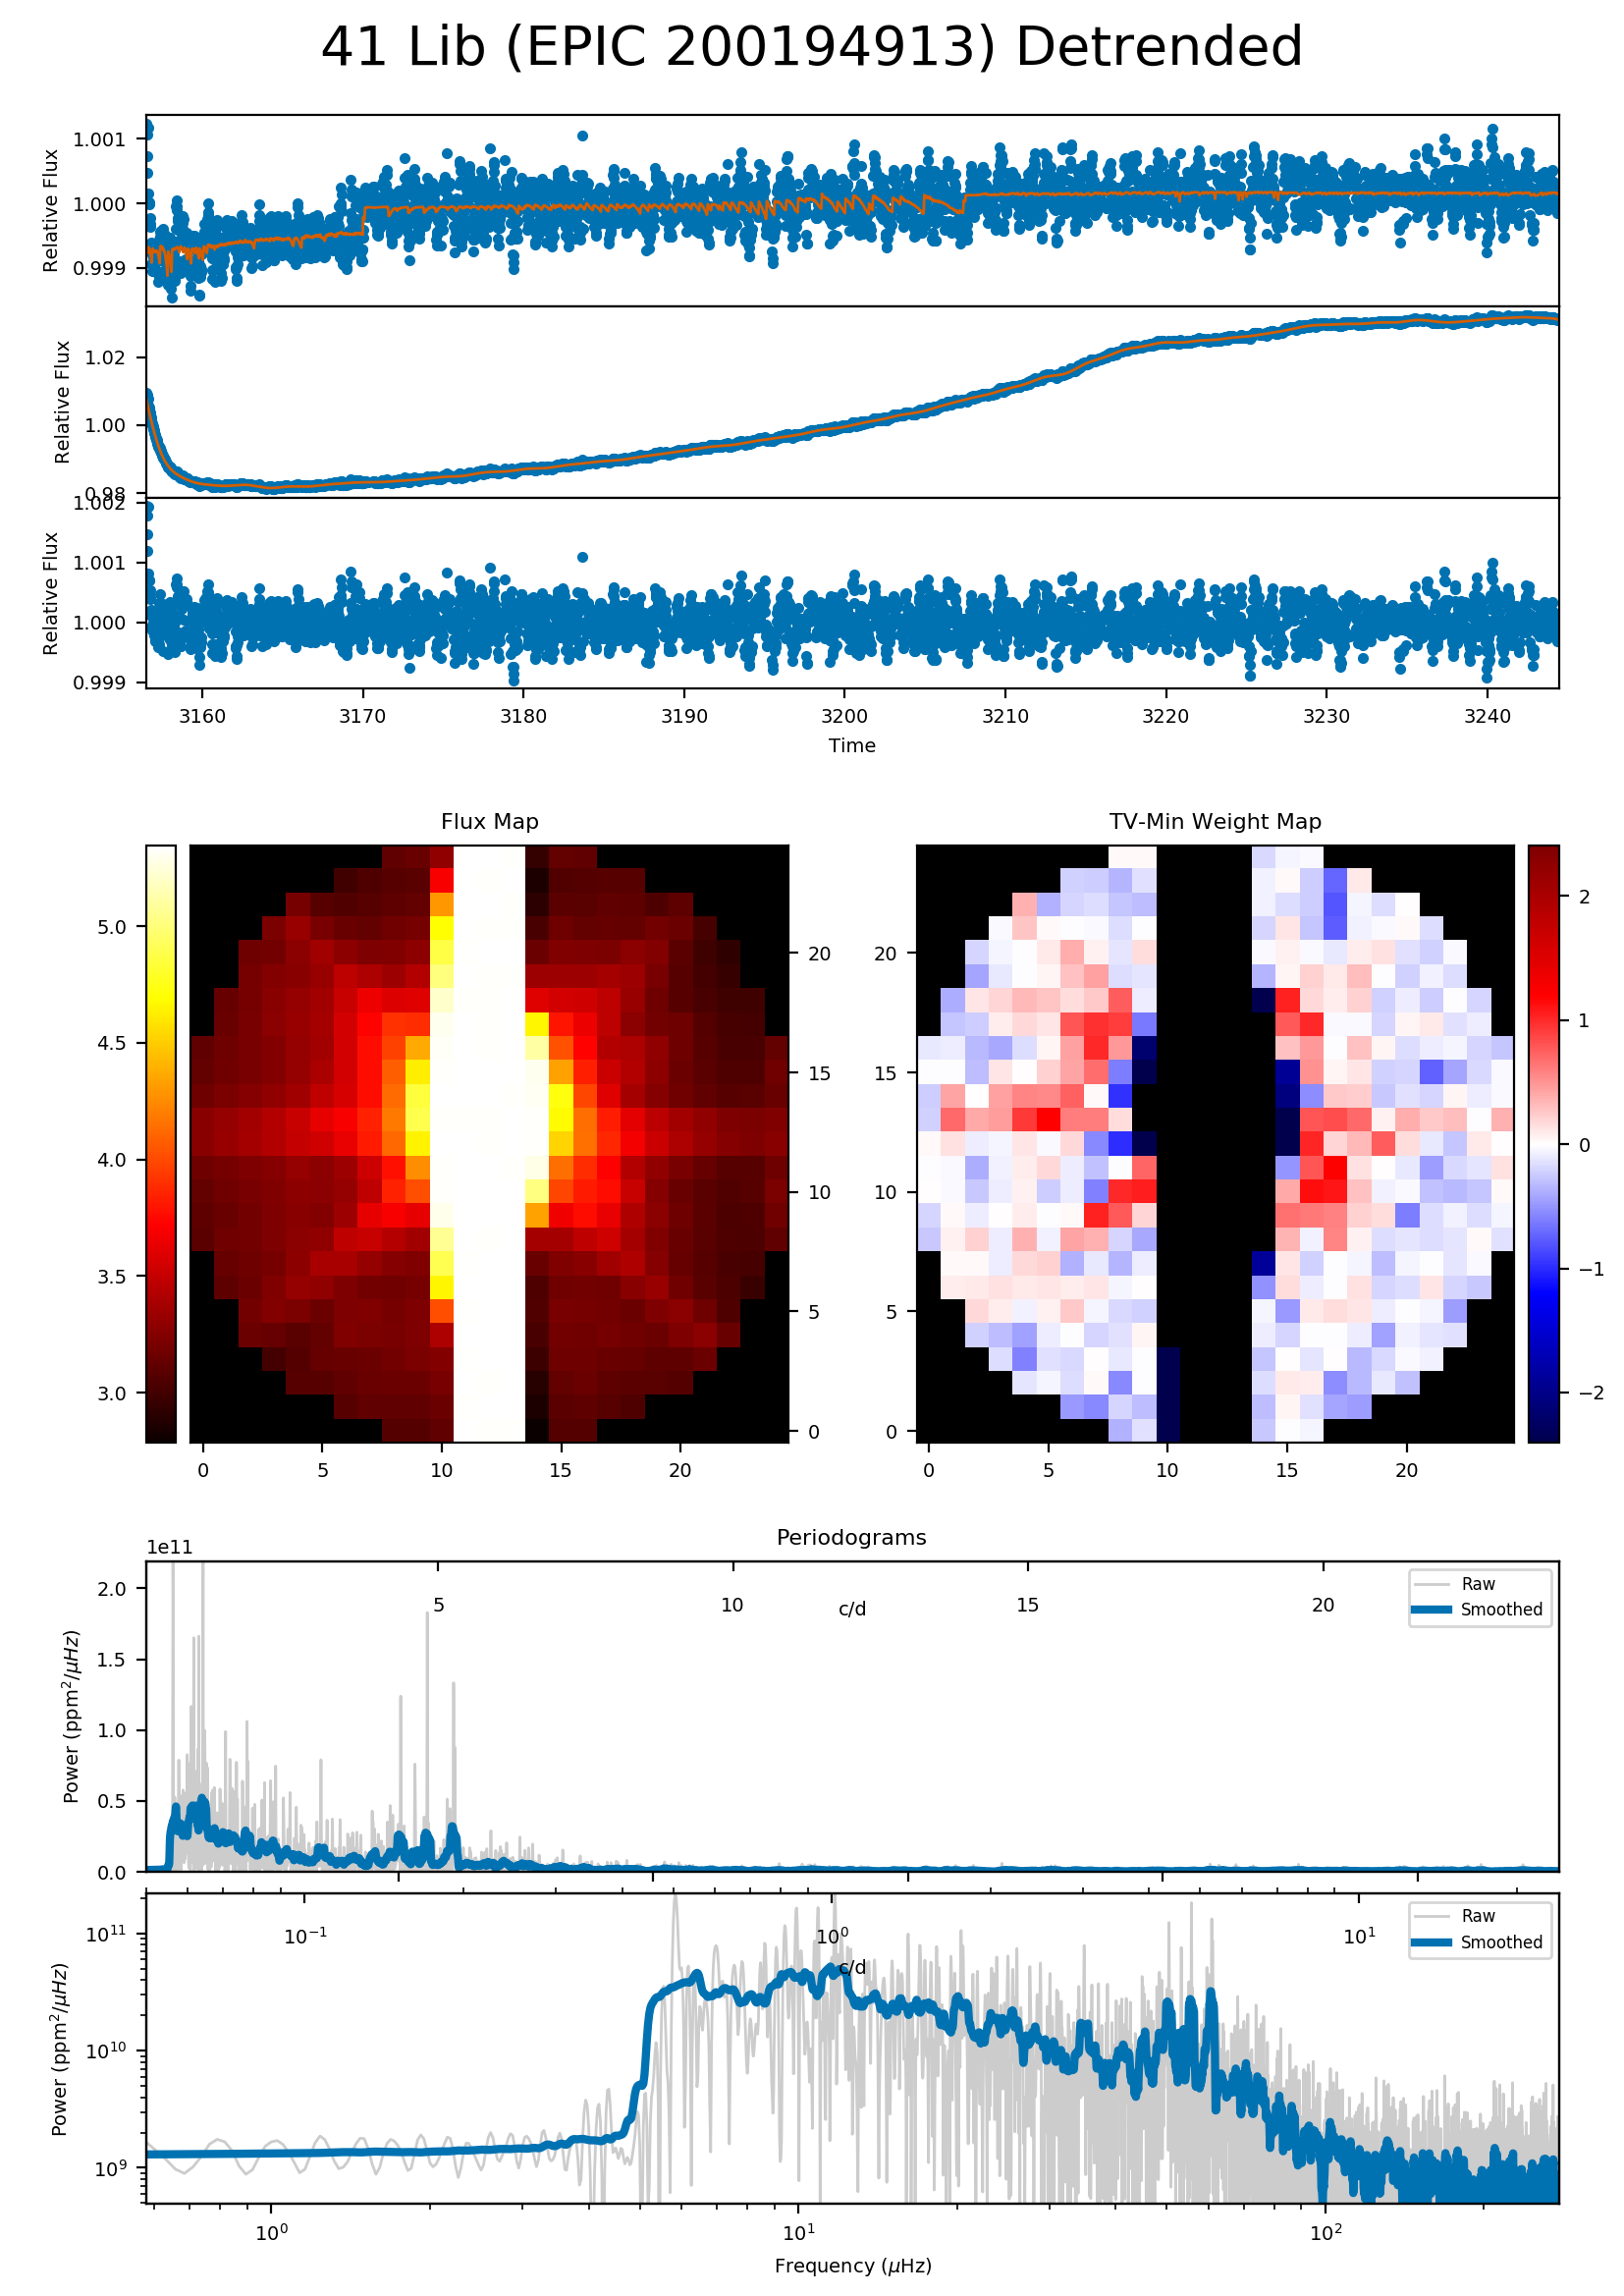 41 Lib (EPIC 200194913) Detrended
1.001
1.000
0.999
Relative Flux
1.02
1.00
0.98
Relative Flux
1.002
1.001
1.000
0.999
Relative Flux
3160 3170 3180 3190 3200 3210 3220 3230 3240
Time
Flux Map
5.0
4.5
4.0
3.5
3.0
20
15
10
5
0
0 5 10 15 20
TV-Min Weight Map
20
15
10
5
0
0 5 10 15 20
2
1
0
−1
−2
Periodograms
1e11
2.0
1.5
1.0
0.5
0.0
Power (ppm²/μHz)
5 10 15 20
c/d
Raw
Smoothed
10¹¹
10¹⁰
10⁹
Power (ppm²/μHz)
10⁻¹ 10⁰ 10¹
c/d
Raw
Smoothed
10⁰ 10¹ 10²
Frequency (μHz)